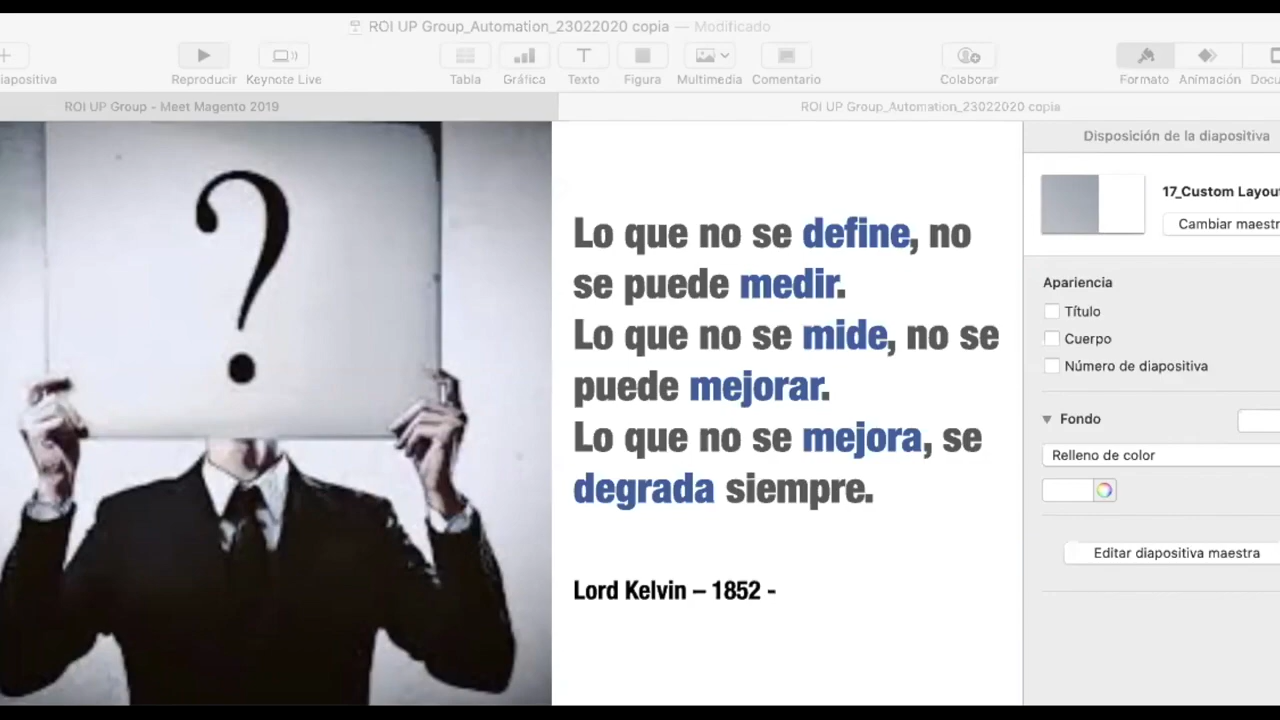 ROI UP Group_Automation_23022020 copia — Modificado
iapositiva
Reproducir
Keynote Live
Tabla
Gráfica
Texto
Figura
Multimedia
Comentario
Colaborar
Formato
Animación
Docu
ROI UP Group - Meet Magento 2019
ROI UP Group_Automation_23022020 copia
?
Lo que no se define, no
se puede medir.
Lo que no se mide, no se
puede mejorar.
Lo que no se mejora, se
degrada siempre.
Lord Kelvin – 1852 -
Disposición de la diapositiva
17_Custom Layou
Cambiar maestr
Apariencia
Título
Cuerpo
Número de diapositiva
Fondo
Relleno de color
Editar diapositiva maestra